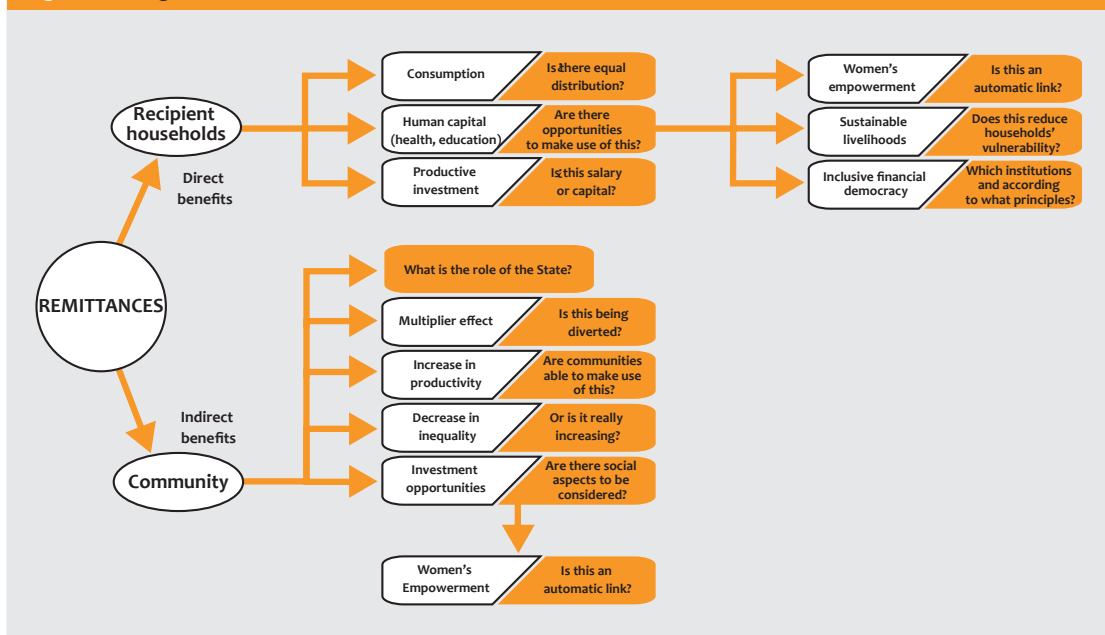 Consumption
Is there equal
distribution?
Women's
empowerment
Is this an
automatic link?
Recipient
households
Human capital
(health, education)
Are there
opportunities
to make use of this?
Sustainable
livelihoods
Does this reduce
households'
vulnerability?
Direct
benefits
Productive
investment
Is this salary
or capital?
Inclusive financial
democracy
Which institutions
and according
to what principles?
REMITTANCES
What is the role of the State?
Multiplier effect
Is this being
diverted?
Increase in
productivity
Are communities
able to make use
of this?
Indirect
benefits
Decrease in
inequality
Or is it really
increasing?
Community
Investment
opportunities
Are there social
aspects to be
considered?
Women's
Empowerment
Is this an
automatic link?